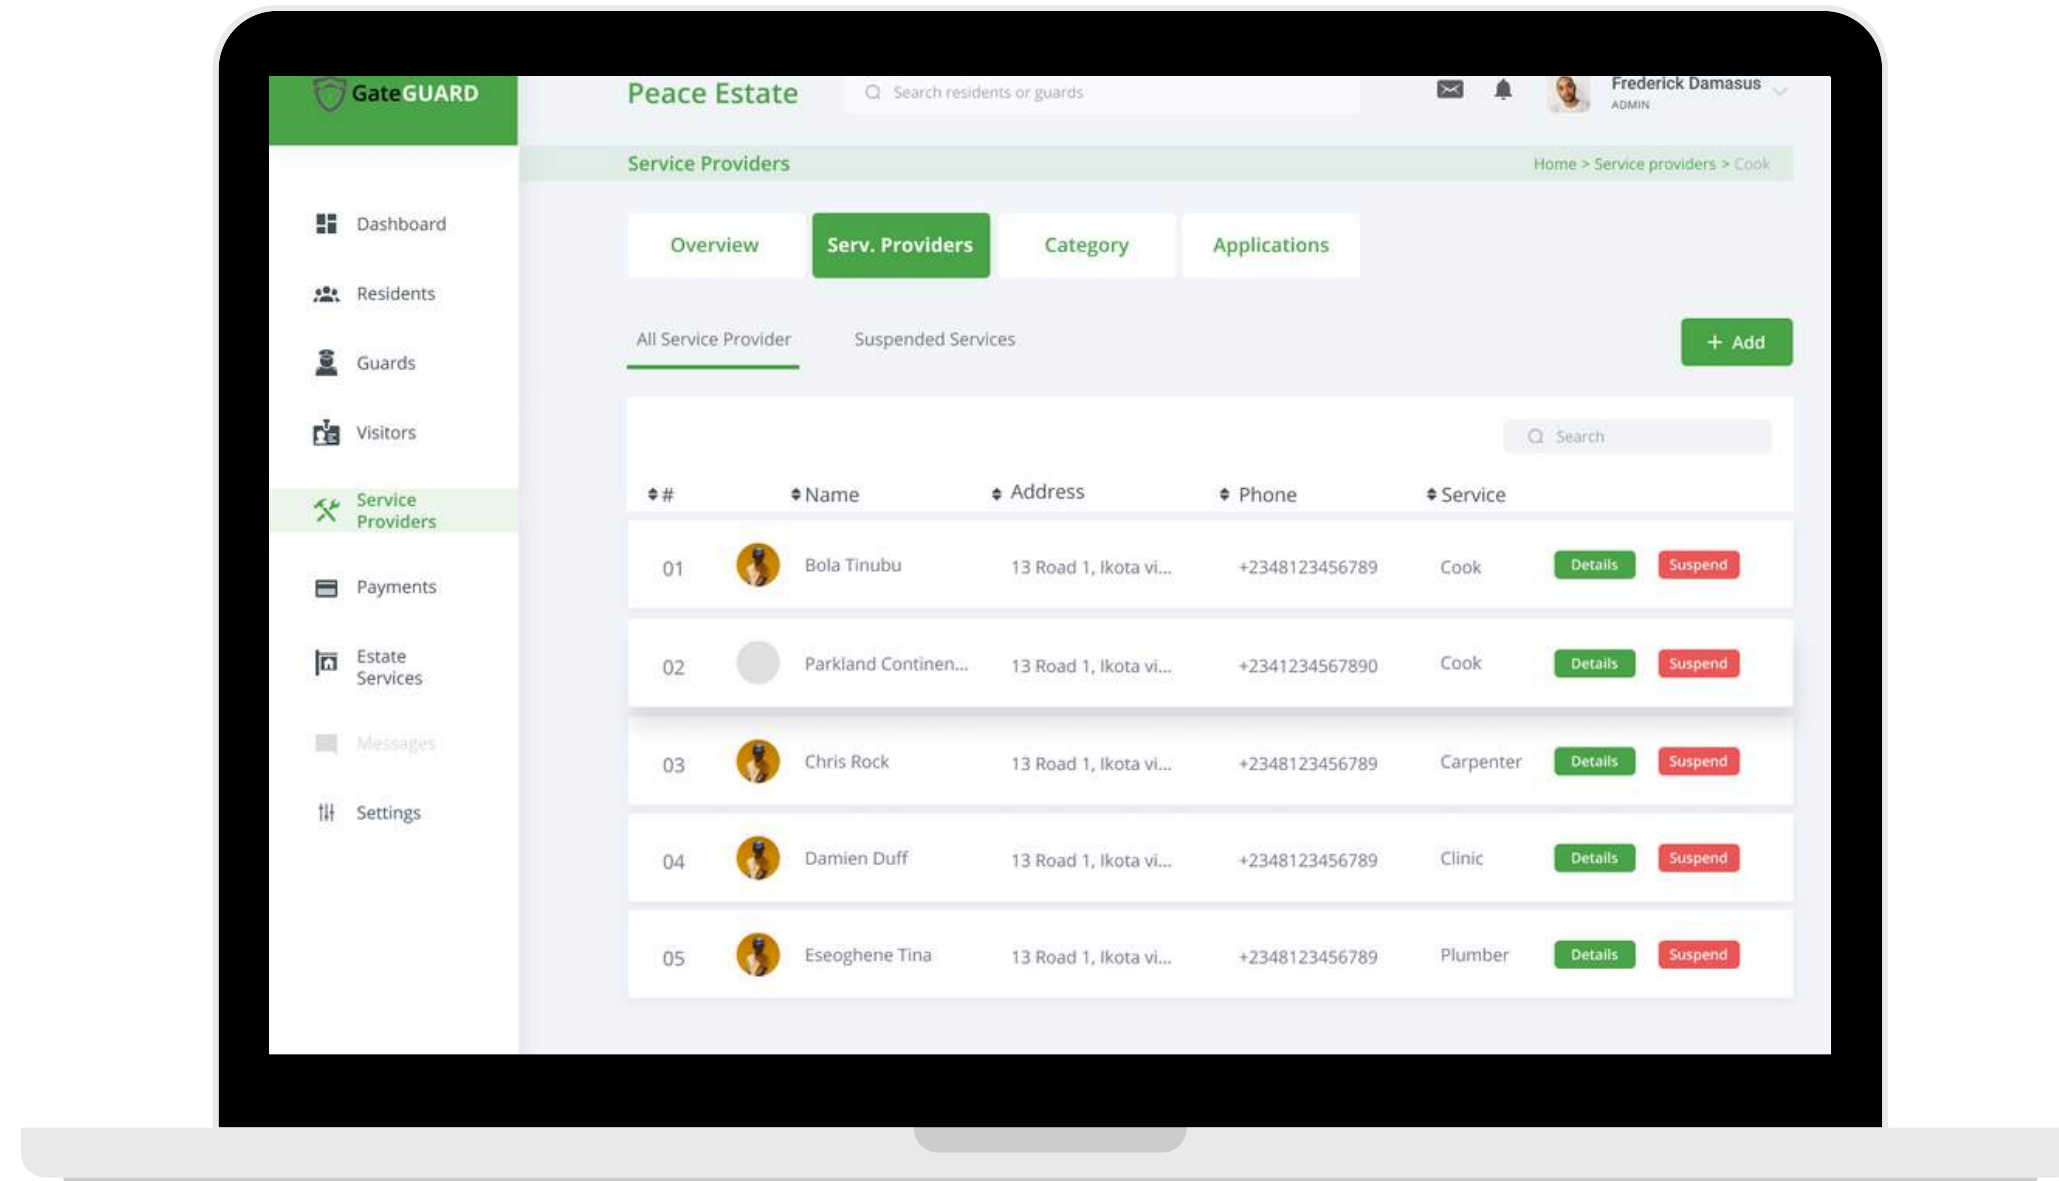 GateGUARD
Peace Estate
Search residents or guards
Frederick Damasus
ADMIN
Service Providers
Home > Service providers > Cook
Dashboard
Residents
Guards
Visitors
Service
Providers
Payments
Estate
Services
Messages
Settings
Overview
Serv. Providers
Category
Applications
All Service Provider
Suspended Services
+ Add
Search
# Name Address Phone Service
01 Bola Tinubu 13 Road 1, Ikota vi... +2348123456789 Cook Details Suspend
02 Parkland Continen... 13 Road 1, Ikota vi... +2341234567890 Cook Details Suspend
03 Chris Rock 13 Road 1, Ikota vi... +2348123456789 Carpenter Details Suspend
04 Damien Duff 13 Road 1, Ikota vi... +2348123456789 Clinic Details Suspend
05 Eseoghene Tina 13 Road 1, Ikota vi... +2348123456789 Plumber Details Suspend